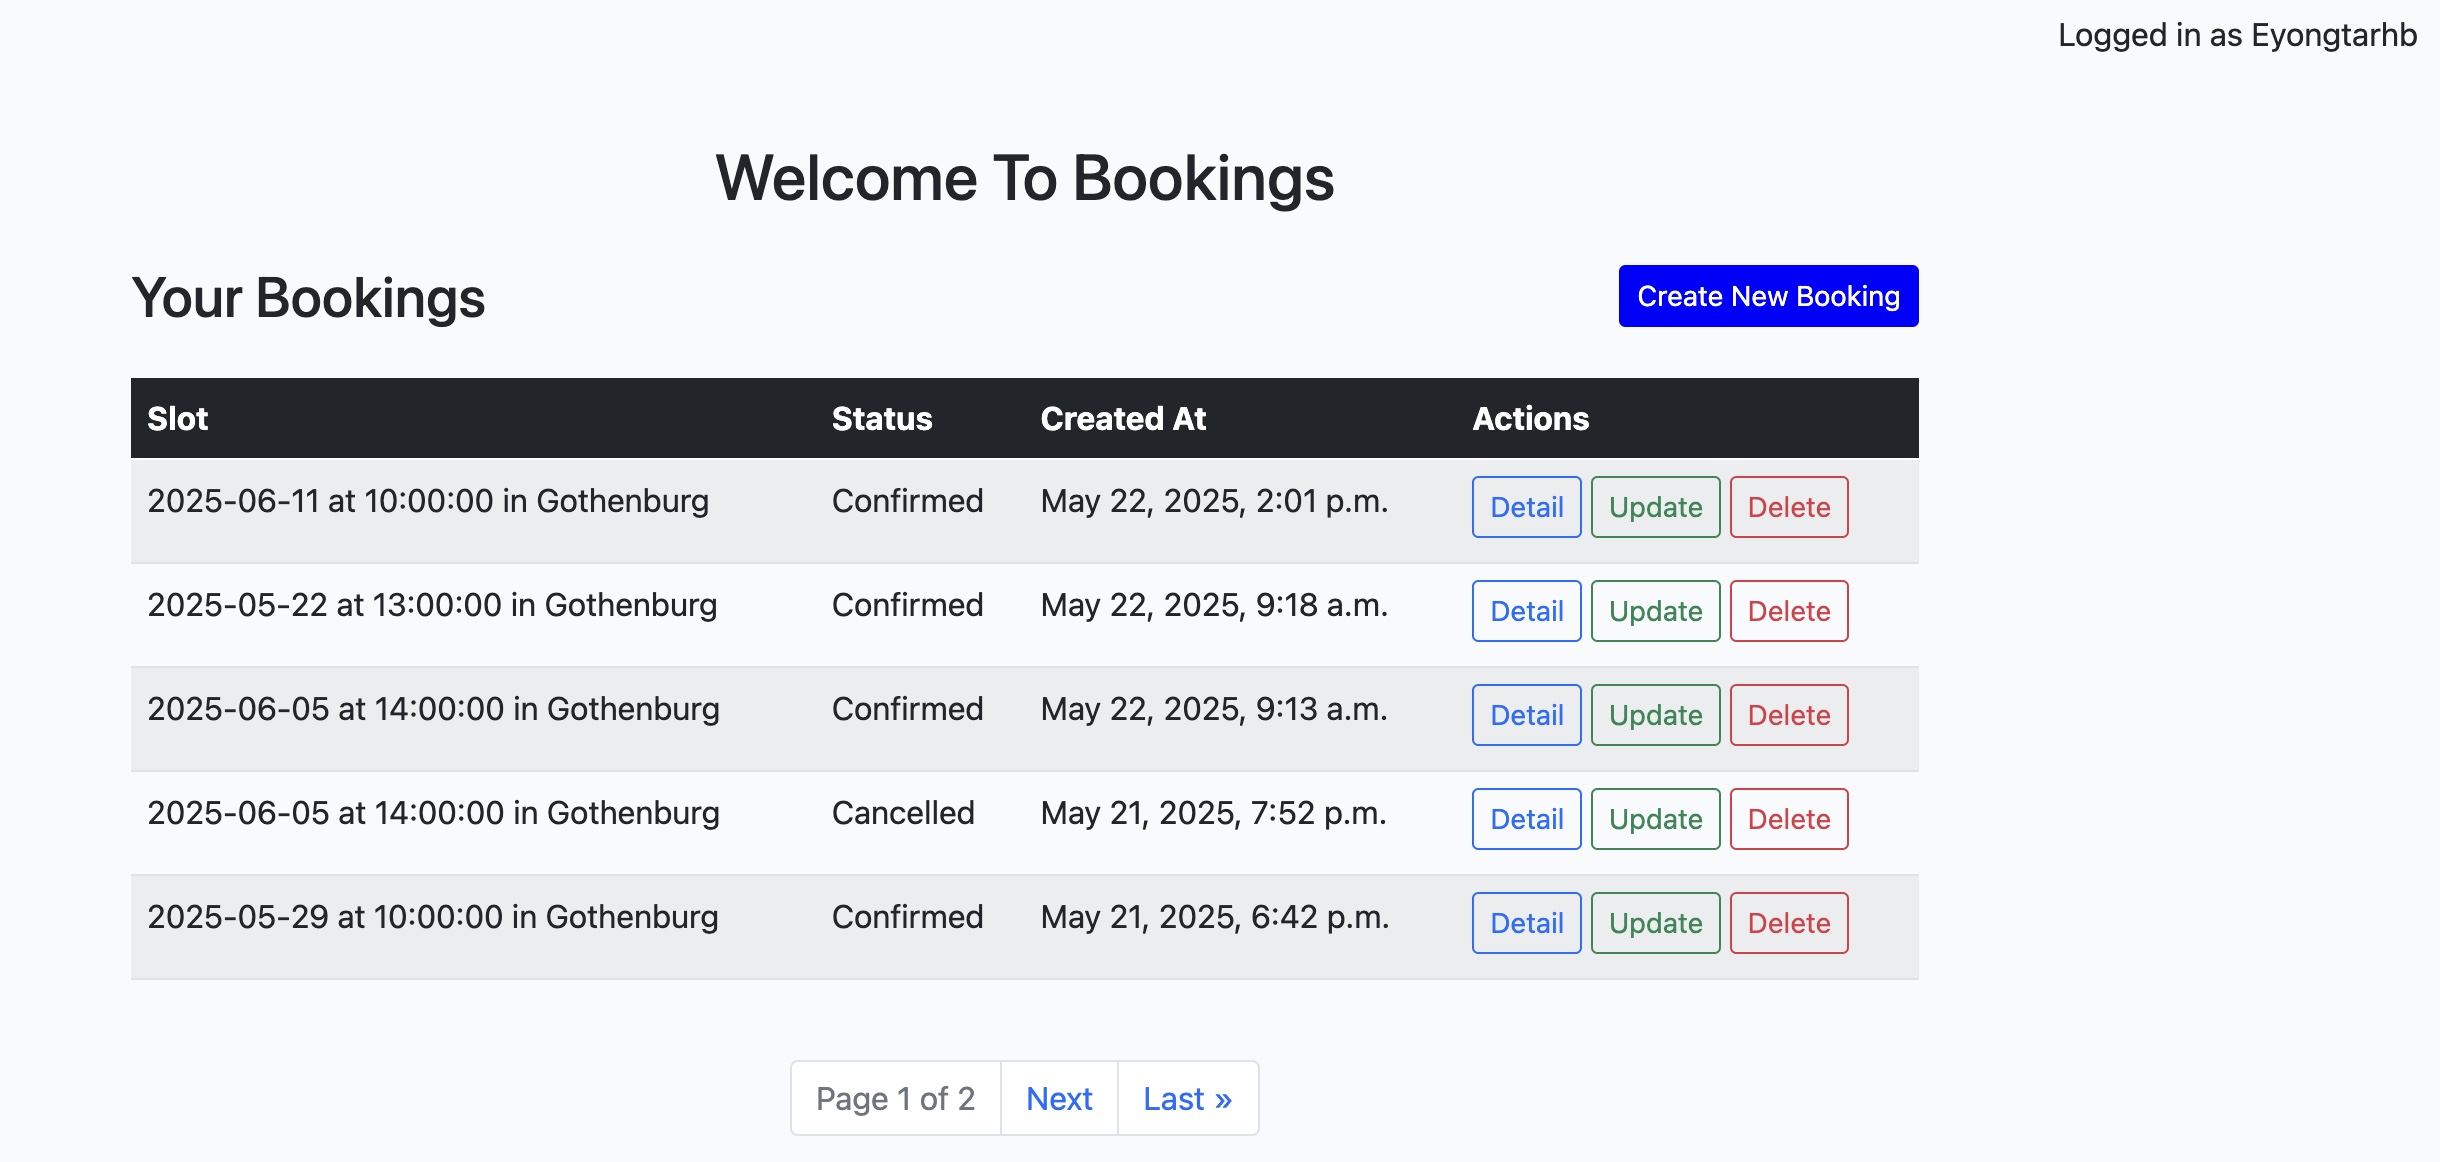 Logged in as Eyongtarhb
Welcome To Bookings
Your Bookings
Create New Booking
Slot Status Created At Actions
2025-06-11 at 10:00:00 in Gothenburg Confirmed May 22, 2025, 2:01 p.m. Detail Update Delete
2025-05-22 at 13:00:00 in Gothenburg Confirmed May 22, 2025, 9:18 a.m. Detail Update Delete
2025-06-05 at 14:00:00 in Gothenburg Confirmed May 22, 2025, 9:13 a.m. Detail Update Delete
2025-06-05 at 14:00:00 in Gothenburg Cancelled May 21, 2025, 7:52 p.m. Detail Update Delete
2025-05-29 at 10:00:00 in Gothenburg Confirmed May 21, 2025, 6:42 p.m. Detail Update Delete
Page 1 of 2 Next Last »